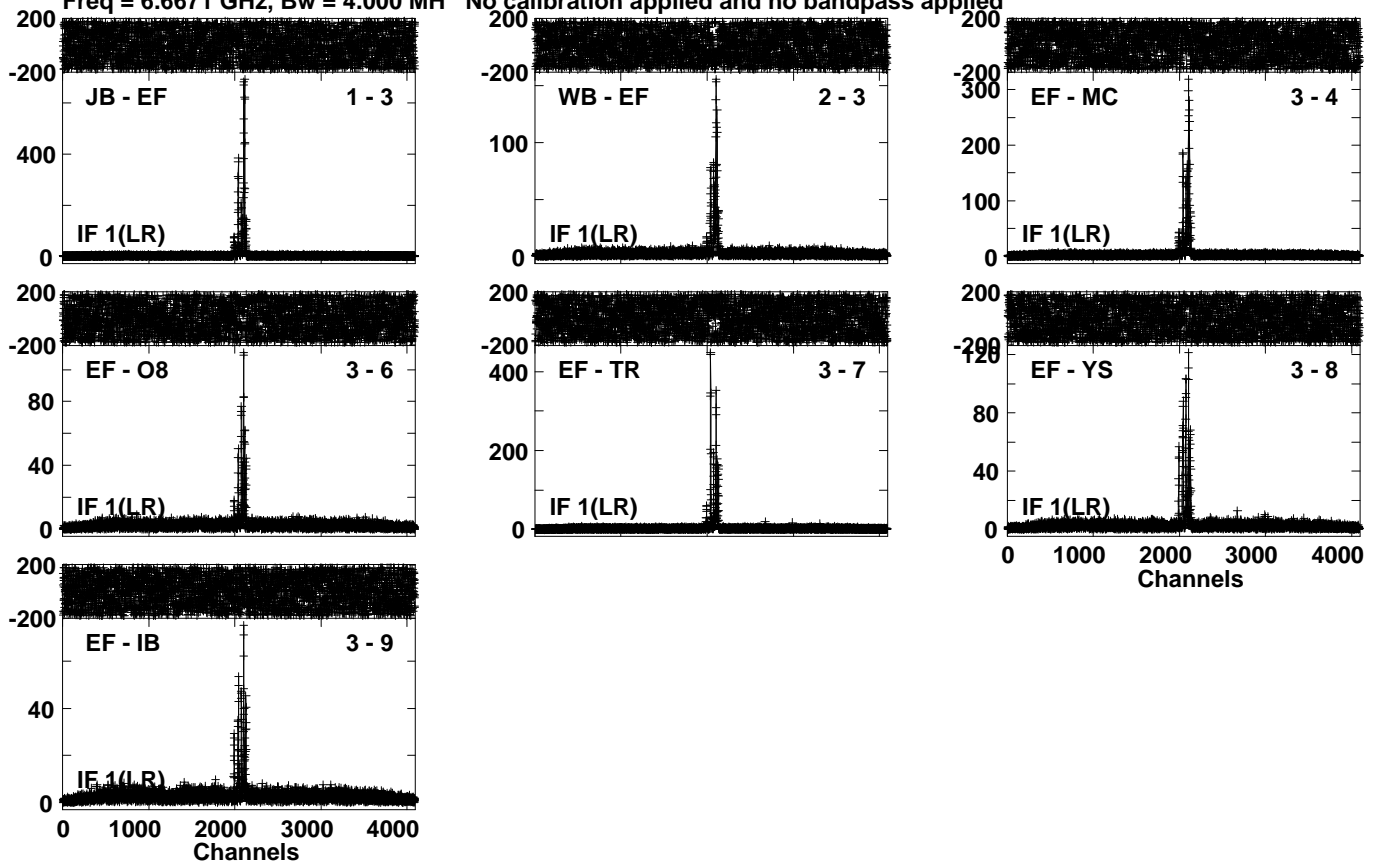 Freq = 6.6671 GHz, Bw = 4.000 MH No calibration applied and no bandpass applied
200 200 200
-200 -200 -200
JB - EF 1 - 3 WB - EF 2 - 3 EF - MC 3 - 4
300
400 100 200
100
IF 1(LR) IF 1(LR) IF 1(LR)
0 0 0
200 200 200
-200 -200 -200
120
EF - O8 3 - 6 EF - TR 3 - 7 EF - YS 3 - 8
80 400 80
40 200 40
IF 1(LR) IF 1(LR) IF 1(LR)
0 0 0
0 1000 2000 3000 4000
Channels
200
-200
EF - IB 3 - 9
40
IF 1(LR)
0
0 1000 2000 3000 4000
Channels